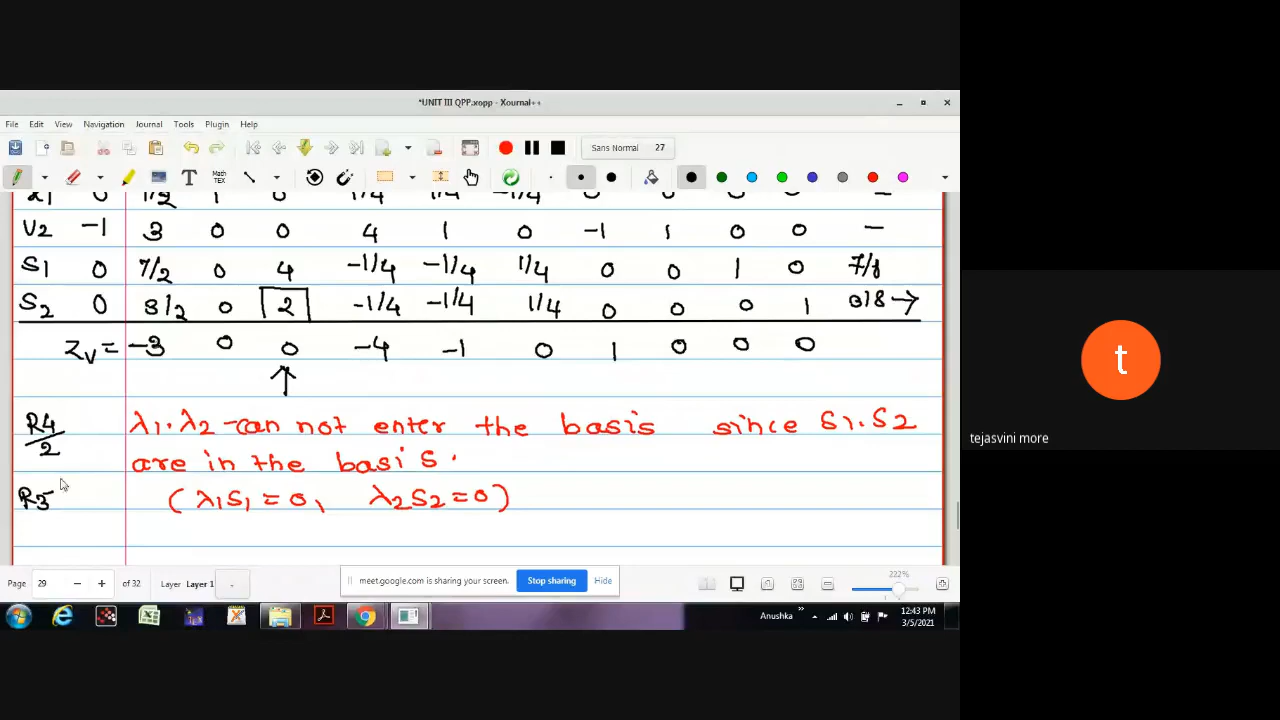 *UNIT III QPP.xopp - Xournal++
File Edit View Navigation Journal Tools Plugin Help
Sans Normal 27
V2 -1 3 0 0 4 1 0 -1 1 0 0 —
S1 0 7/2 0 4 -1/4 -1/4 1/4 0 0 1 0 7/8
S2 0 3/2 0 2 -1/4 -1/4 1/4 0 0 0 1 →
Zv = -3 0 0 -4 -1 0 1 0 0 0
↑
R4/2 λ1, λ2 can not enter the basis since S1, S2
are in the basis.
R3 (λ1S1 = 0, λ2S2 = 0)
t
tejasvini more
Page 29 of 32 Layer Layer 1 222%
meet.google.com is sharing your screen. Stop sharing Hide
Anushka 12:43 PM
3/5/2021